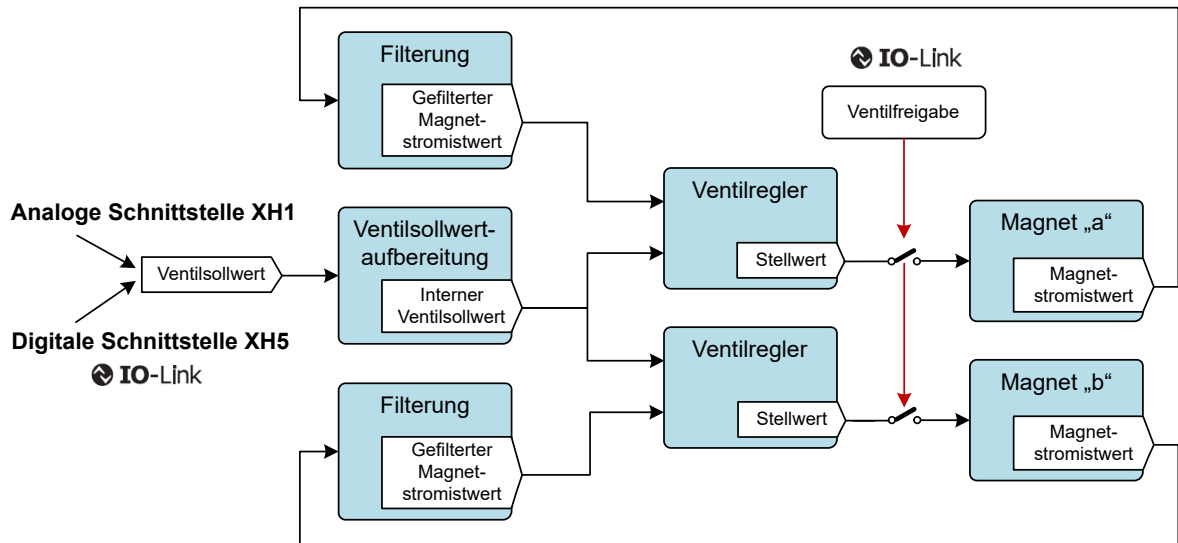 Filterung
Gefilterter
Magnet-
stromistwert
IO-Link
Ventilfreigabe
Analoge Schnittstelle XH1
Ventilsollwert
Digitale Schnittstelle XH5
IO-Link
Ventilsollwert-
aufbereitung
Interner
Ventilsollwert
Ventilregler
Stellwert
Magnet „a“
Magnet-
stromistwert
Filterung
Gefilterter
Magnet-
stromistwert
Ventilregler
Stellwert
Magnet „b“
Magnet-
stromistwert